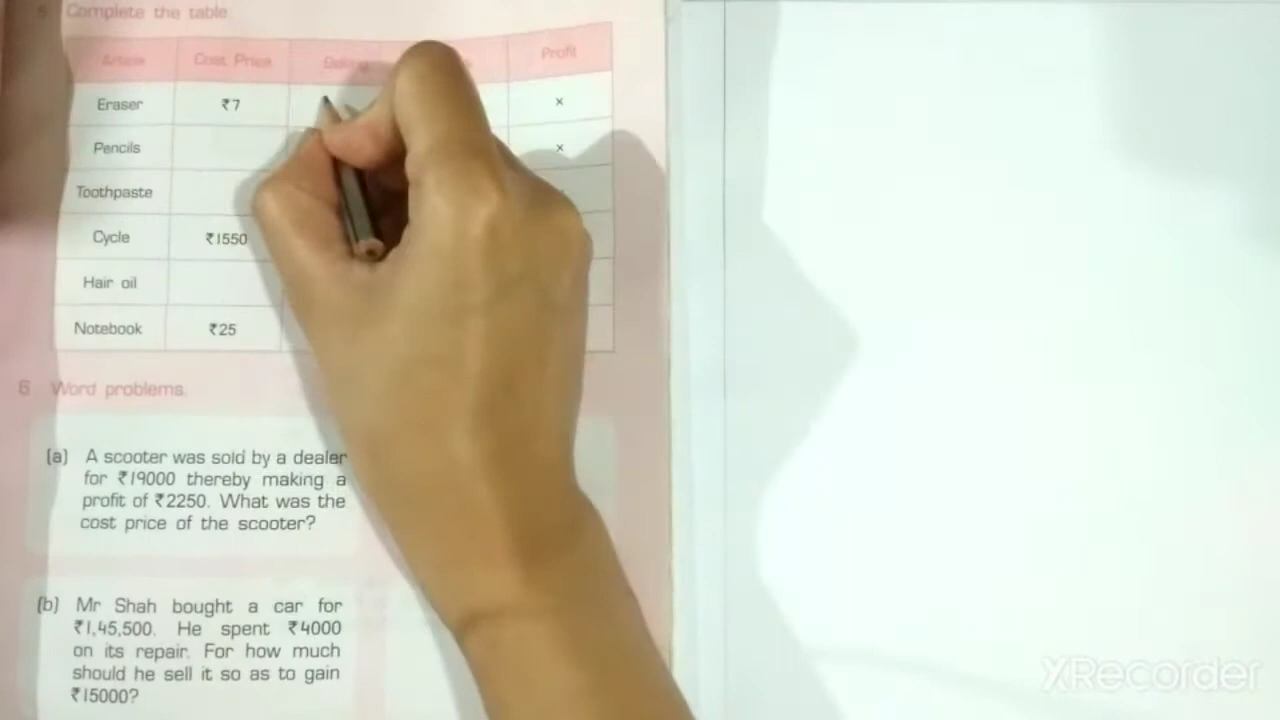 5 Complete the table
Article Cost Price Profit
Eraser ₹7 ×
Pencils ×
Toothpaste
Cycle ₹1550
Hair oil
Notebook ₹25
6 Word problems.
(a) A scooter was sold by a dealer
for ₹19000 thereby making a
profit of ₹2250. What was the
cost price of the scooter?
(b) Mr Shah bought a car for
₹1,45,500. He spent ₹4000
on its repair. For how much
should he sell it so as to gain
₹15000?
XRecorder